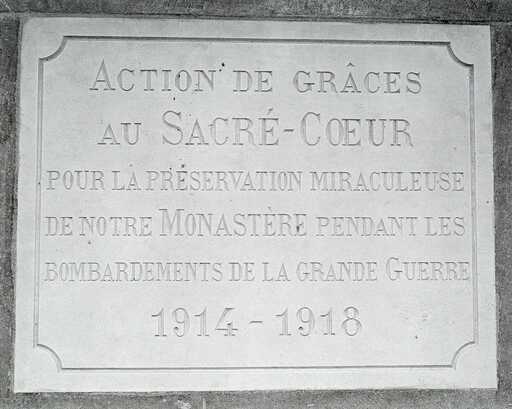 ACTION DE GRÂCES
AU SACRÉ-CŒUR
POUR LA PRÉSERVATION MIRACULEUSE
DE NOTRE MONASTÈRE PENDANT LES
BOMBARDEMENTS DE LA GRANDE GUERRE
1914-1918